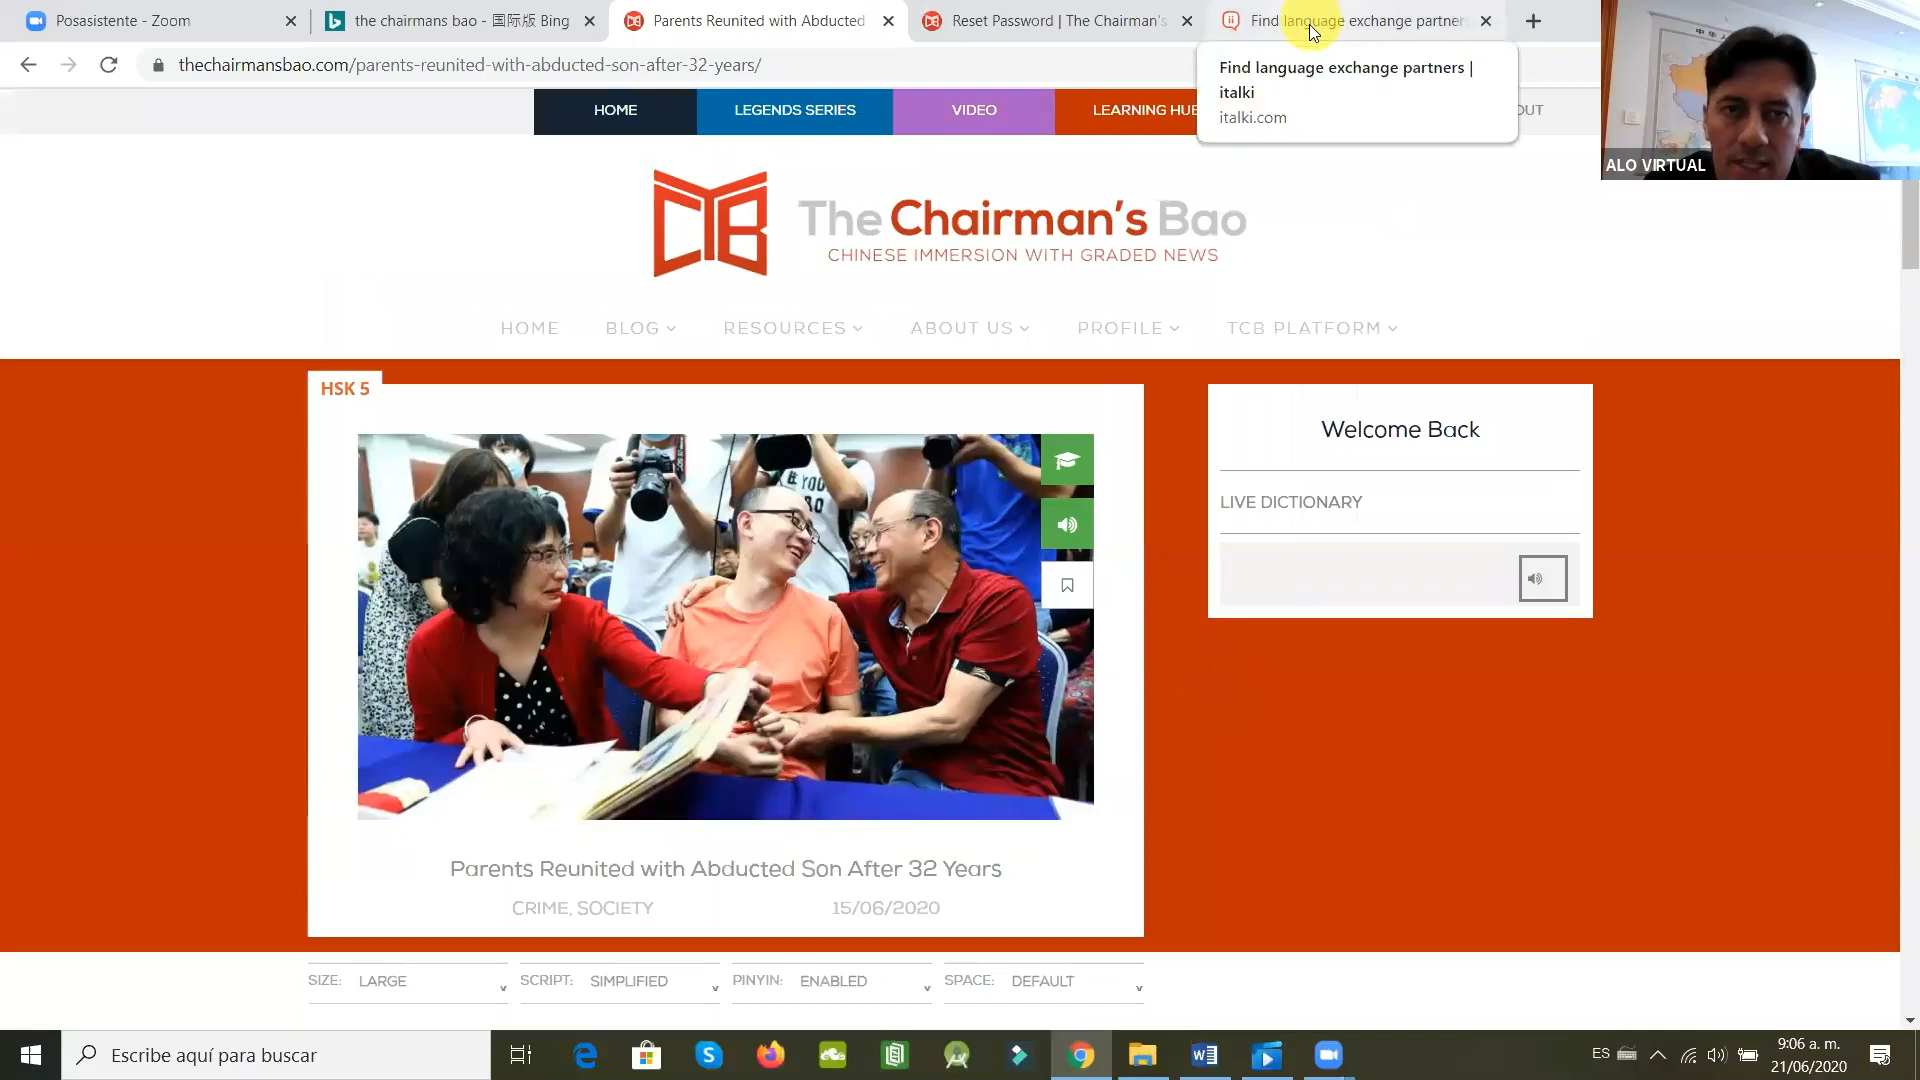 Posasistente - Zoom
the chairmans bao - 国际版 Bing
Parents Reunited with Abducted
Reset Password | The Chairman's
Find language exchange partner
thechairmansbao.com/parents-reunited-with-abducted-son-after-32-years/
Find language exchange partners |
italki
italki.com
HOME
LEGENDS SERIES
VIDEO
LEARNING HUB
OUT
ALO VIRTUAL
CTB
The Chairman's Bao
CHINESE IMMERSION WITH GRADED NEWS
HOME
BLOG
RESOURCES
ABOUT US
PROFILE
TCB PLATFORM
HSK 5
Welcome Back
LIVE DICTIONARY
Parents Reunited with Abducted Son After 32 Years
CRIME, SOCIETY
15/06/2020
SIZE: LARGE
SCRIPT: SIMPLIFIED
PINYIN: ENABLED
SPACE: DEFAULT
Escribe aquí para buscar
ES
9:06 a. m.
21/06/2020